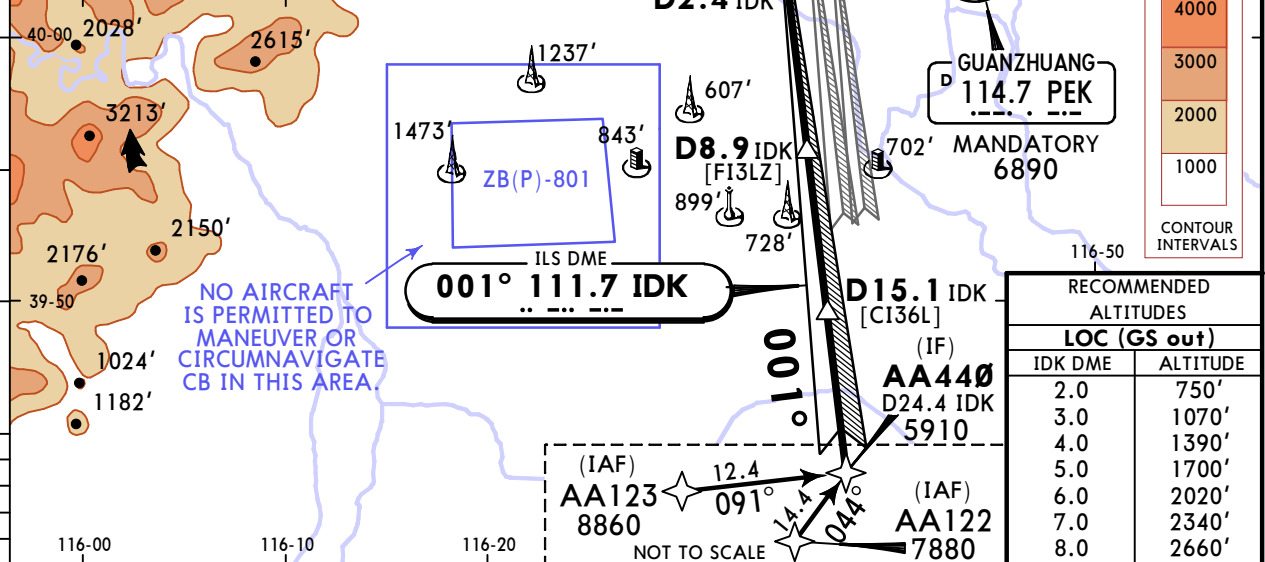 D2.4 IDK
40-00
2028'
2615'
1237'
607'
GUANZHUANG
D 114.7 PEK
MANDATORY
6890
4000
3000
2000
1000
CONTOUR
INTERVALS
3213'
1473'
843'
ZB(P)-801
D8.9 IDK
[FI3LZ]
702'
899'
728'
2150'
2176'
39-50
NO AIRCRAFT
IS PERMITTED TO
MANEUVER OR
CIRCUMNAVIGATE
CB IN THIS AREA.
ILS DME
001° 111.7 IDK
D15.1 IDK
[CI36L]
001°
116-50
1024'
1182'
(IF)
AA44Ø
D24.4 IDK
5910
(IAF)
AA123
8860
12.4
091°
14.4
044°
(IAF)
AA122
7880
NOT TO SCALE
116-00
116-10
116-20
RECOMMENDED
ALTITUDES
LOC (GS out)
IDK DME ALTITUDE
2.0 750'
3.0 1070'
4.0 1390'
5.0 1700'
6.0 2020'
7.0 2340'
8.0 2660'